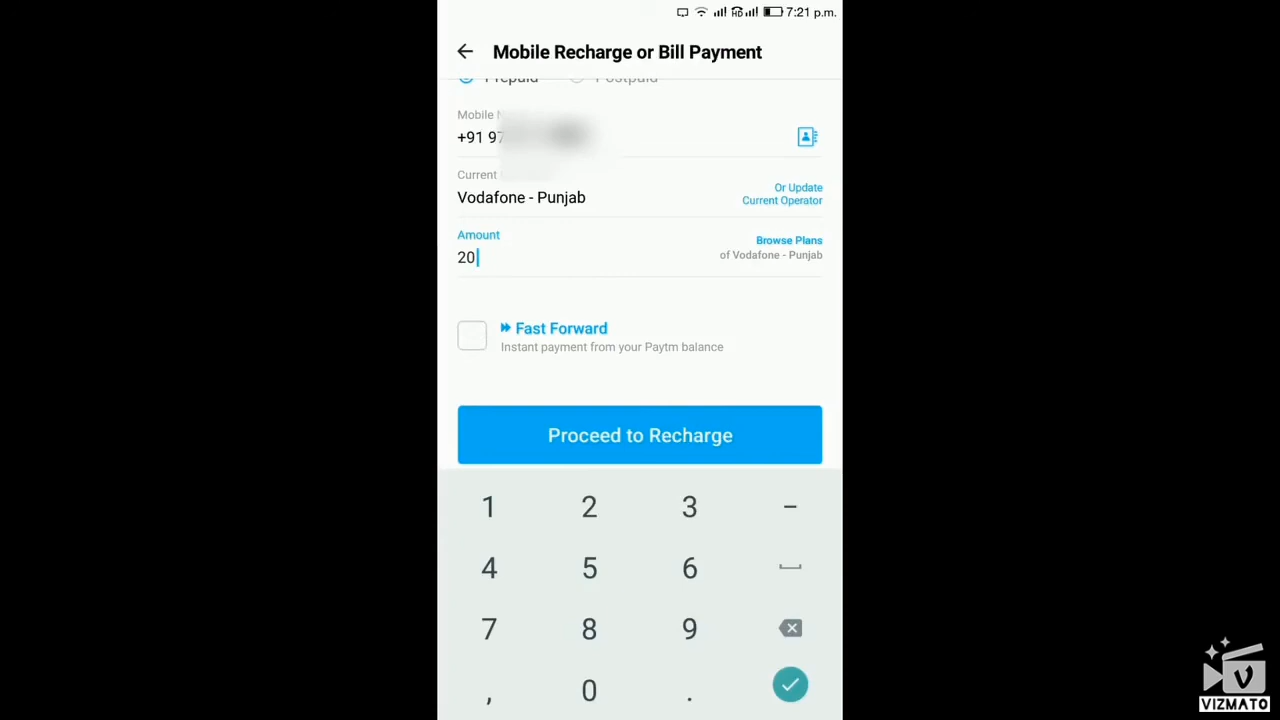 7:21 p.m.
Mobile Recharge or Bill Payment
Prepaid Postpaid
Mobile
+91 97
Current
Vodafone - Punjab
Or Update
Current Operator
Amount
20
Browse Plans
of Vodafone - Punjab
Fast Forward
Instant payment from your Paytm balance
Proceed to Recharge
1 2 3 -
4 5 6
7 8 9
, 0 .
V
VIZMATO